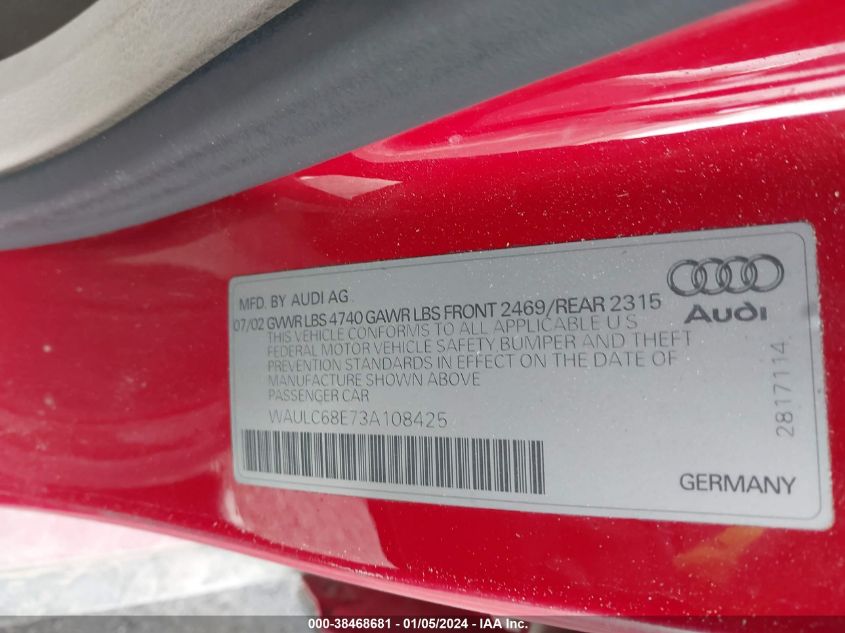 MFD. BY AUDI AG
07/02 GVWR LBS 4740 GAWR LBS FRONT 2469/REAR 2315
THIS VEHICLE CONFORMS TO ALL APPLICABLE U S
FEDERAL MOTOR VEHICLE SAFETY BUMPER AND THEFT
PREVENTION STANDARDS IN EFFECT ON THE DATE OF
MANUFACTURE SHOWN ABOVE
PASSENGER CAR
WAULC68E73A108425
Audi
2817114
GERMANY
000-38468681 - 01/05/2024 - IAA Inc.